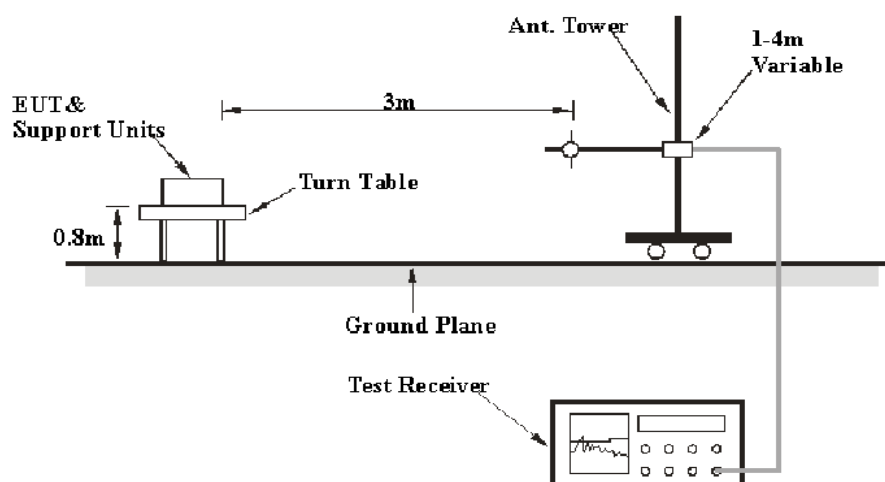 Ant. Tower
1-4m
Variable
3m
EUT&
Support Units
Turn Table
0.8m
Ground Plane
Test Receiver